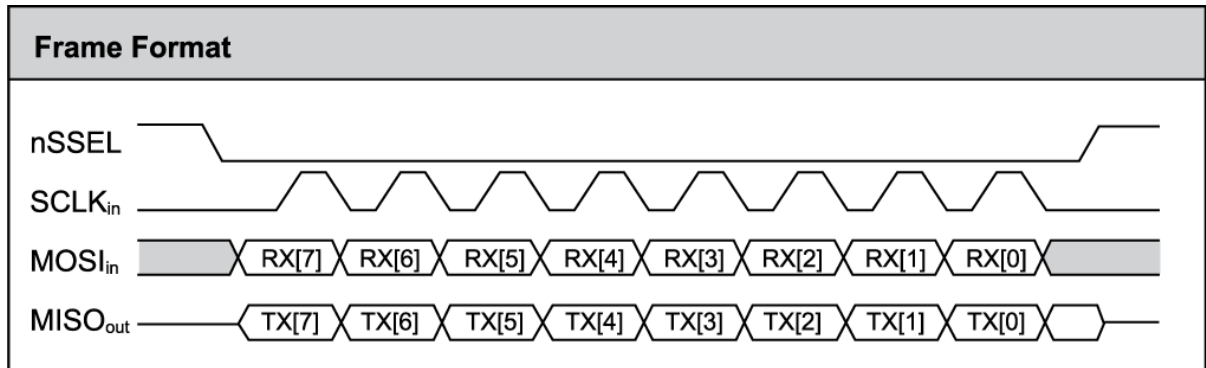 Frame Format
nSSEL
SCLKin
MOSIin RX[7] RX[6] RX[5] RX[4] RX[3] RX[2] RX[1] RX[0]
MISOout TX[7] TX[6] TX[5] TX[4] TX[3] TX[2] TX[1] TX[0]